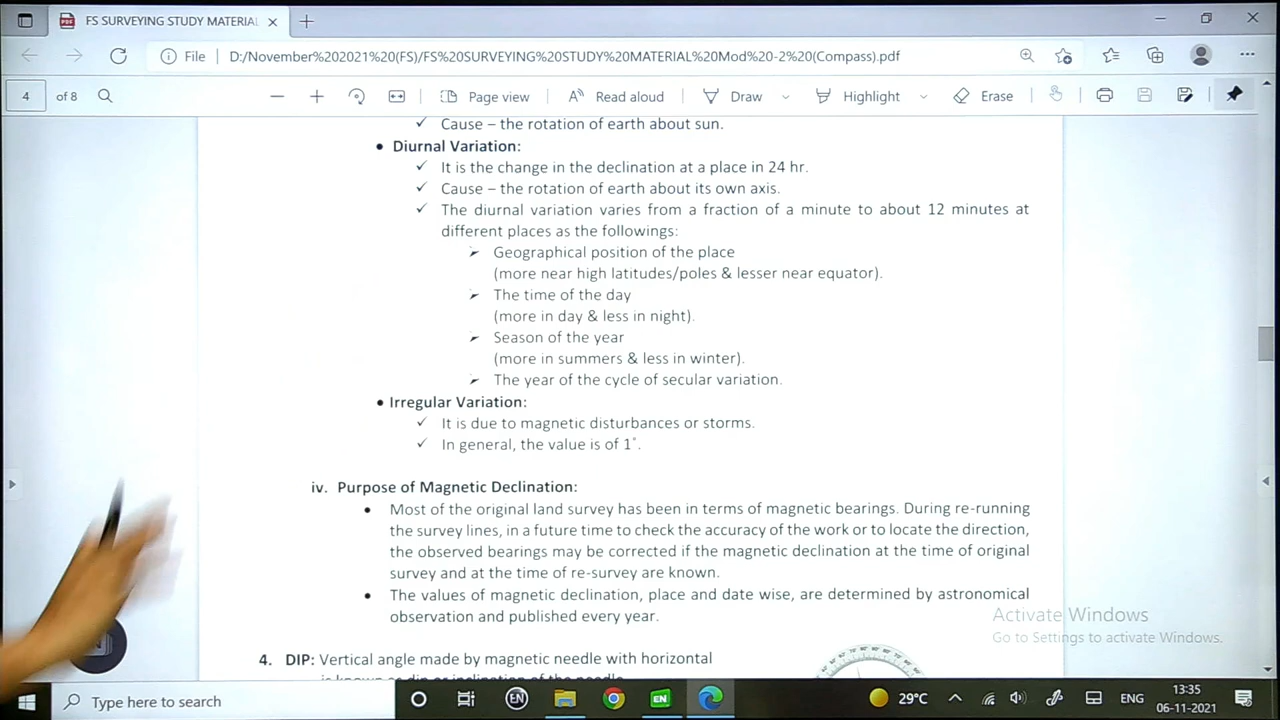 FS SURVEYING STUDY MATERIAL
File
D:/November%202021%20(FS)/FS%20SURVEYING%20STUDY%20MATERIAL%20Mod%20-2%20(Compass).pdf
4 of 8
Page view
Read aloud
Draw
Highlight
Erase
✓ Cause – the rotation of earth about sun.
• Diurnal Variation:
✓ It is the change in the declination at a place in 24 hr.
✓ Cause – the rotation of earth about its own axis.
✓ The diurnal variation varies from a fraction of a minute to about 12 minutes at
different places as the followings:
➢ Geographical position of the place
(more near high latitudes/poles & lesser near equator).
➢ The time of the day
(more in day & less in night).
➢ Season of the year
(more in summers & less in winter).
➢ The year of the cycle of secular variation.
• Irregular Variation:
✓ It is due to magnetic disturbances or storms.
✓ In general, the value is of 1°.
iv. Purpose of Magnetic Declination:
• Most of the original land survey has been in terms of magnetic bearings. During re-running
the survey lines, in a future time to check the accuracy of the work or to locate the direction,
the observed bearings may be corrected if the magnetic declination at the time of original
survey and at the time of re-survey are known.
• The values of magnetic declination, place and date wise, are determined by astronomical
observation and published every year.
Activate Windows
Go to Settings to activate Windows.
4. DIP: Vertical angle made by magnetic needle with horizontal
is known as dip or inclination of the needle.
Type here to search
EN
EN
29°C
ENG
13:35
06-11-2021